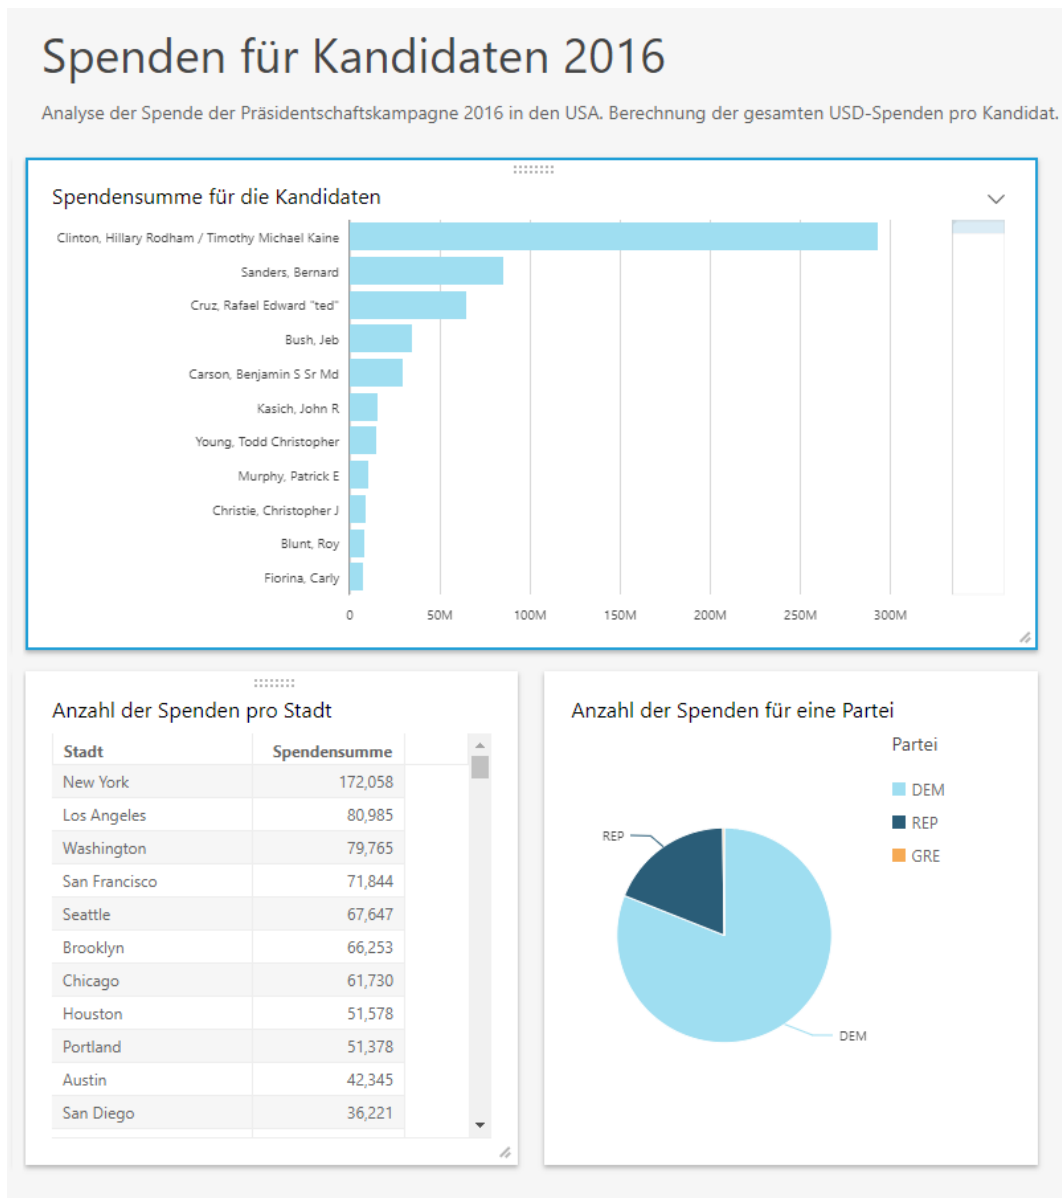 Spenden für Kandidaten 2016
Analyse der Spende der Präsidentschaftskampagne 2016 in den USA. Berechnung der gesamten USD-Spenden pro Kandidat.
Spendensumme für die Kandidaten
Clinton, Hillary Rodham / Timothy Michael Kaine
Sanders, Bernard
Cruz, Rafael Edward "ted"
Bush, Jeb
Carson, Benjamin S Sr Md
Kasich, John R
Young, Todd Christopher
Murphy, Patrick E
Christie, Christopher J
Blunt, Roy
Fiorina, Carly
0 50M 100M 150M 200M 250M 300M
Anzahl der Spenden pro Stadt
Stadt Spendensumme
New York 172,058
Los Angeles 80,985
Washington 79,765
San Francisco 71,844
Seattle 67,647
Brooklyn 66,253
Chicago 61,730
Houston 51,578
Portland 51,378
Austin 42,345
San Diego 36,221
Anzahl der Spenden für eine Partei
Partei
DEM
REP
GRE
REP
DEM